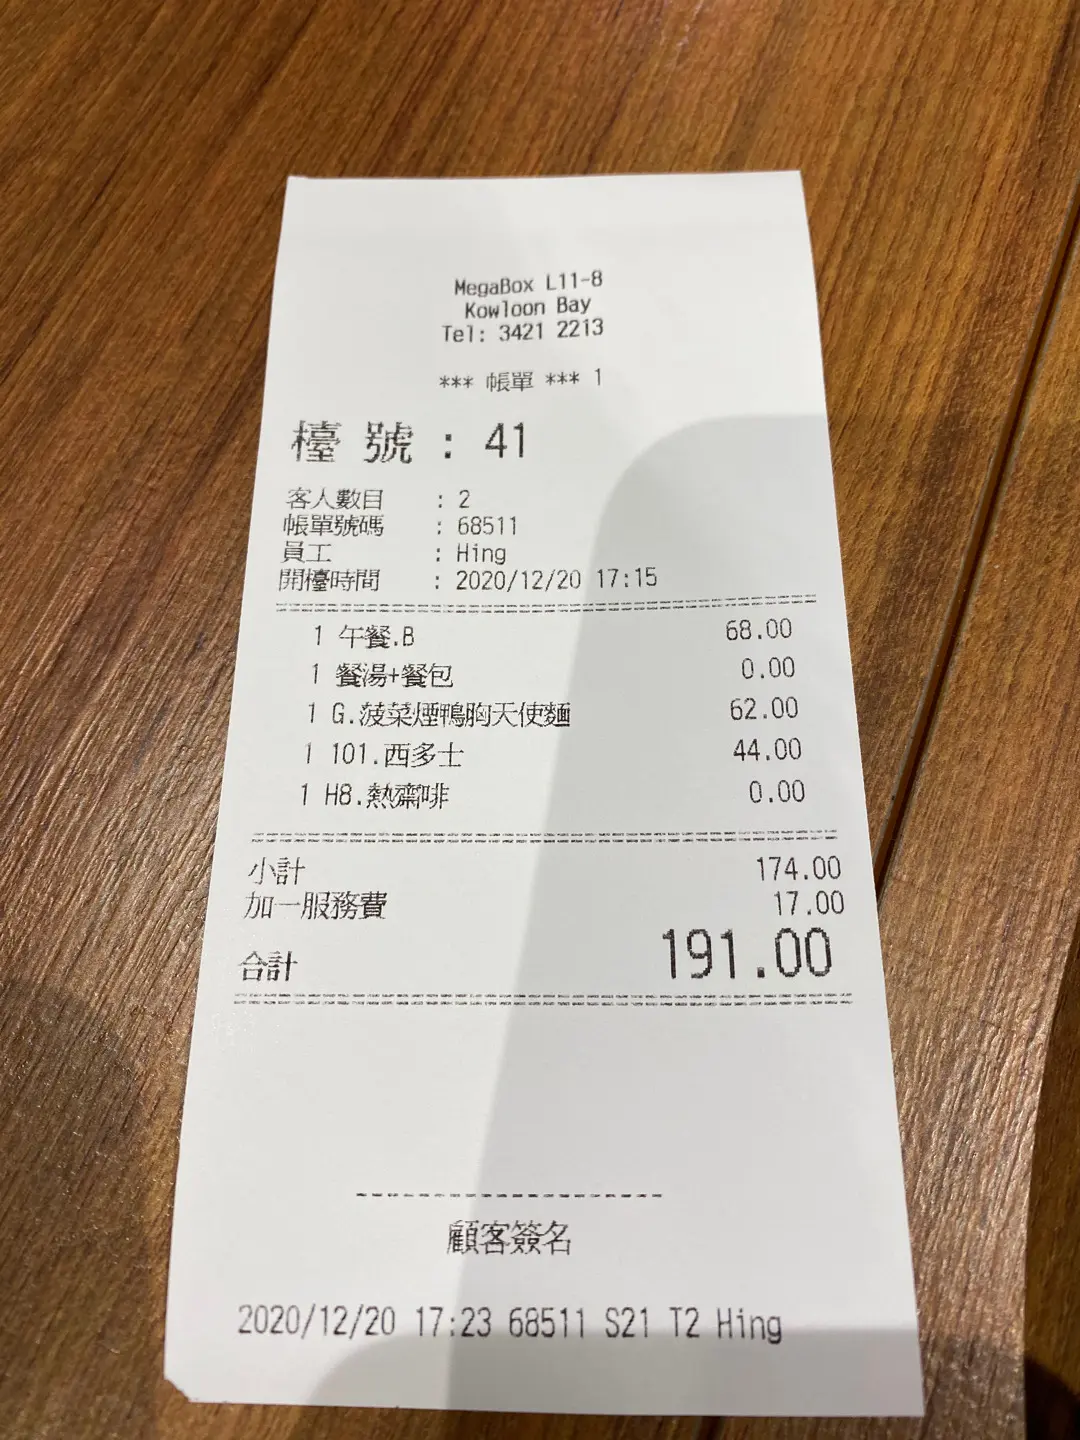 MegaBox L11-8
Kowloon Bay
Tel: 3421 2213
*** 帳單 *** 1
檯 號 : 41
客人數目 : 2
帳單號碼 : 68511
員工 : Hing
開檯時間 : 2020/12/20 17:15
1 午餐.B 68.00
1 餐湯+餐包 0.00
1 G.菠菜煙鴨胸天使麵 62.00
1 101.西多士 44.00
1 H8.熱齋啡 0.00
小計 174.00
加一服務費 17.00
合計 191.00
顧客簽名
2020/12/20 17:23 68511 S21 T2 Hing